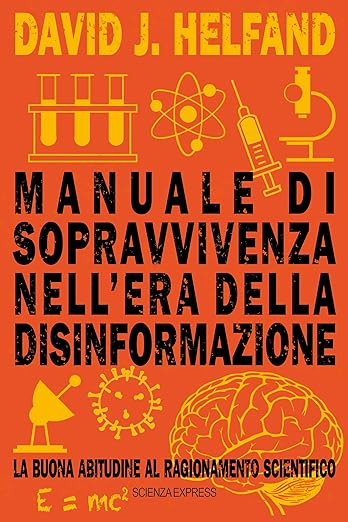 DAVID J. HELFAND
MANUALE DI
SOPRAVVIVENZA
NELL'ERA DELLA
DISINFORMAZIONE
LA BUONA ABITUDINE AL RAGIONAMENTO SCIENTIFICO
E = mc²
SCIENZA EXPRESS